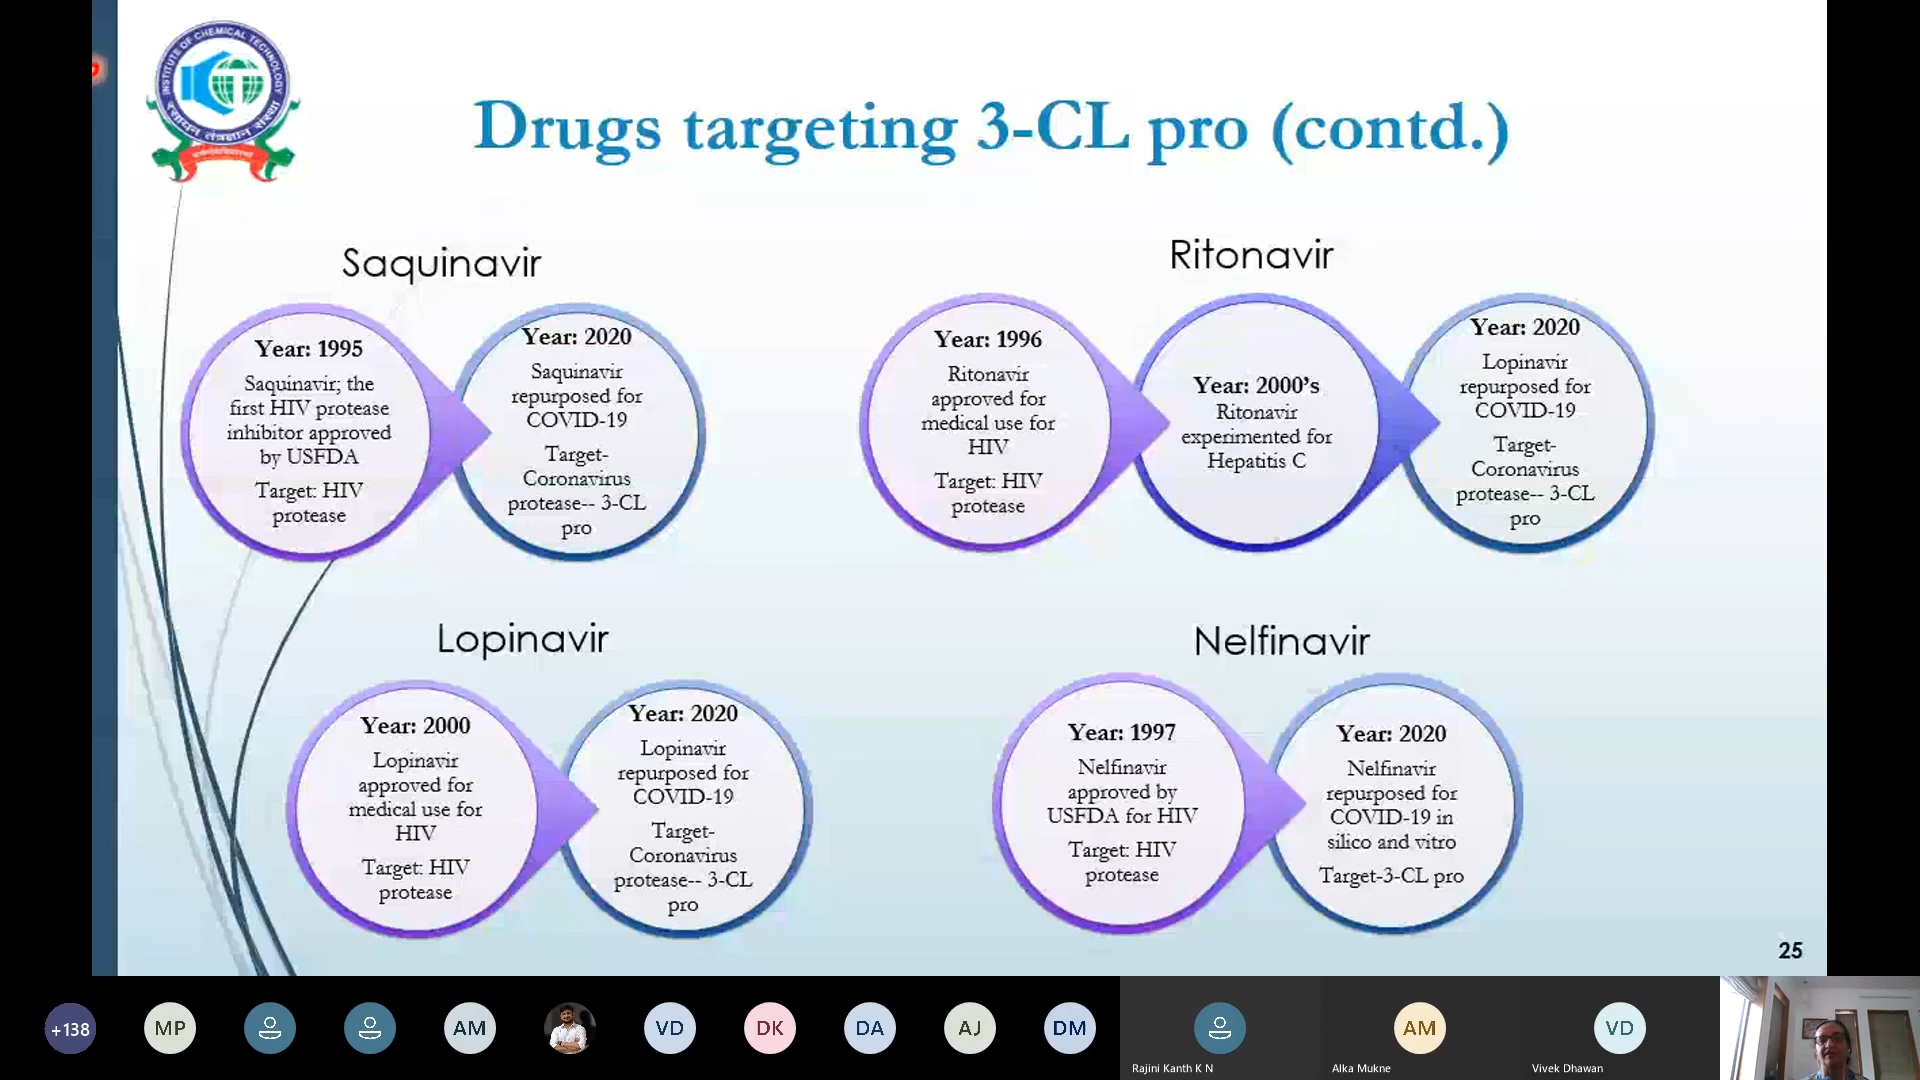 INSTITUTE OF CHEMICAL TECHNOLOGY
Drugs targeting 3-CL pro (contd.)
Saquinavir
Year: 1995
Saquinavir; the
first HIV protease
inhibitor approved
by USFDA
Target: HIV
protease
Year: 2020
Saquinavir
repurposed for
COVID-19
Target-
Coronavirus
protease-- 3-CL
pro
Ritonavir
Year: 1996
Ritonavir
approved for
medical use for
HIV
Target: HIV
protease
Year: 2000's
Ritonavir
experimented for
Hepatitis C
Year: 2020
Lopinavir
repurposed for
COVID-19
Target-
Coronavirus
protease-- 3-CL
pro
Lopinavir
Year: 2000
Lopinavir
approved for
medical use for
HIV
Target: HIV
protease
Year: 2020
Lopinavir
repurposed for
COVID-19
Target-
Coronavirus
protease-- 3-CL
pro
Nelfinavir
Year: 1997
Nelfinavir
approved by
USFDA for HIV
Target: HIV
protease
Year: 2020
Nelfinavir
repurposed for
COVID-19 in
silico and vitro
Target-3-CL pro
25
+138
MP
AM
VD
DK
DA
AJ
DM
Rajini Kanth K N
AM
Alka Mukne
VD
Vivek Dhawan